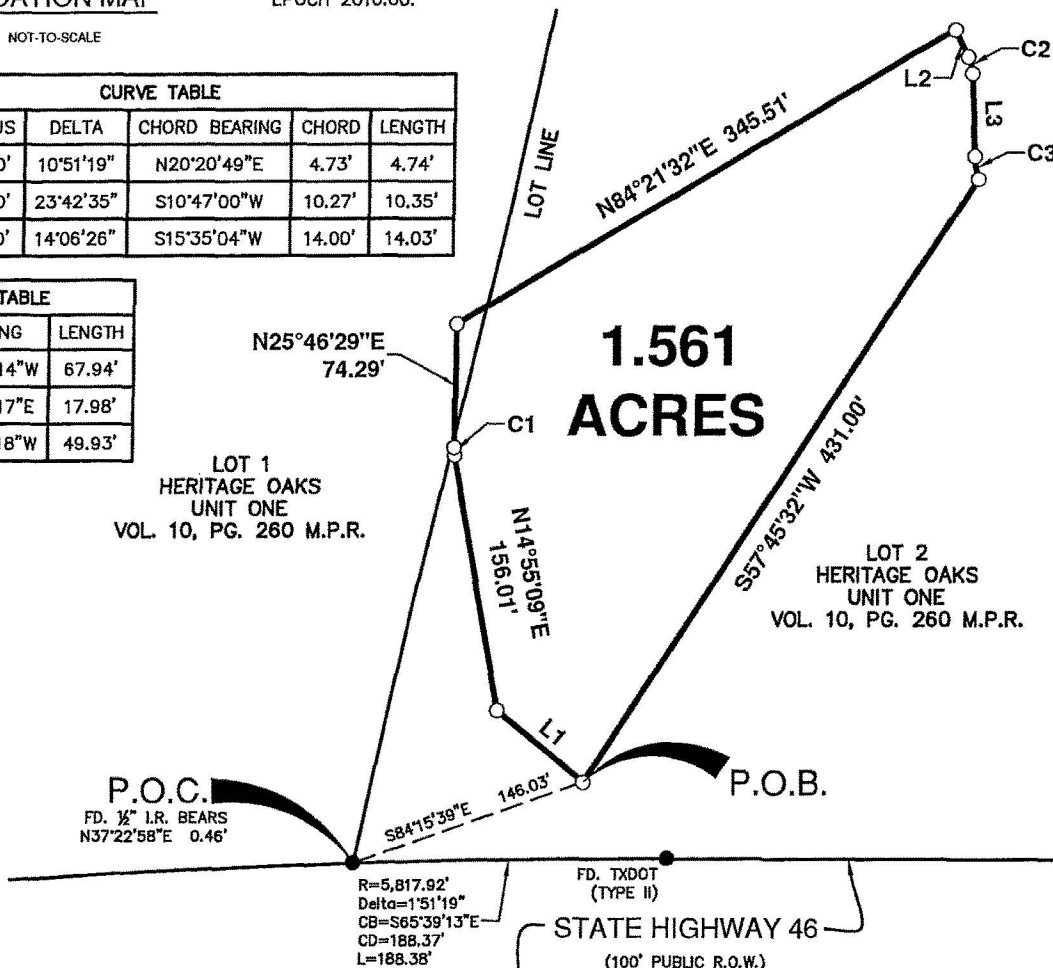 NOT-TO-SCALE
CURVE TABLE
DELTA CHORD BEARING CHORD LENGTH
10°51'19" N20°20'49"E 4.73' 4.74'
23°42'35" S10°47'00"W 10.27' 10.35'
14°06'26" S15°35'04"W 14.00' 14.03'
TABLE
LENGTH
14"W 67.94'
17"E 17.98'
18"W 49.93'
LOT LINE
N84°21'32"E 345.51'
L2
C2
L3
C3
N25°46'29"E
74.29'
C1
1.561
ACRES
LOT 1
HERITAGE OAKS
UNIT ONE
VOL. 10, PG. 260 M.P.R.
N14°55'09"E
156.01'
S57°45'32"W 431.00'
LOT 2
HERITAGE OAKS
UNIT ONE
VOL. 10, PG. 260 M.P.R.
L1
P.O.C.
FD. ½" I.R. BEARS
N37°22'58"E 0.46'
S84°15'39"E 146.03'
P.O.B.
R=5,817.92'
Delta=1°51'19"
CB=S65°39'13"E
CD=188.37'
L=188.38'
FD. TXDOT
(TYPE II)
STATE HIGHWAY 46
(100' PUBLIC R.O.W.)